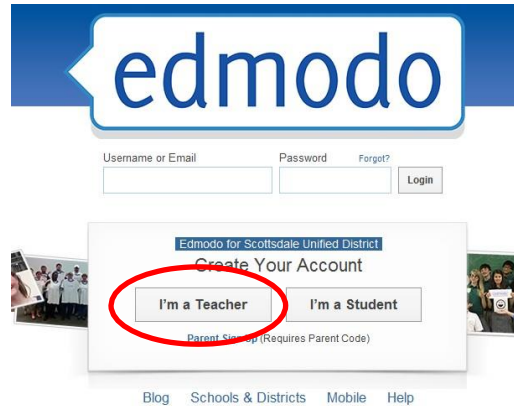 edmodo
Username or Email Password Forgot?
Login
Edmodo for Scottsdale Unified District
Create Your Account
I'm a Teacher I'm a Student
Parent Sign Up (Requires Parent Code)
Blog Schools & Districts Mobile Help